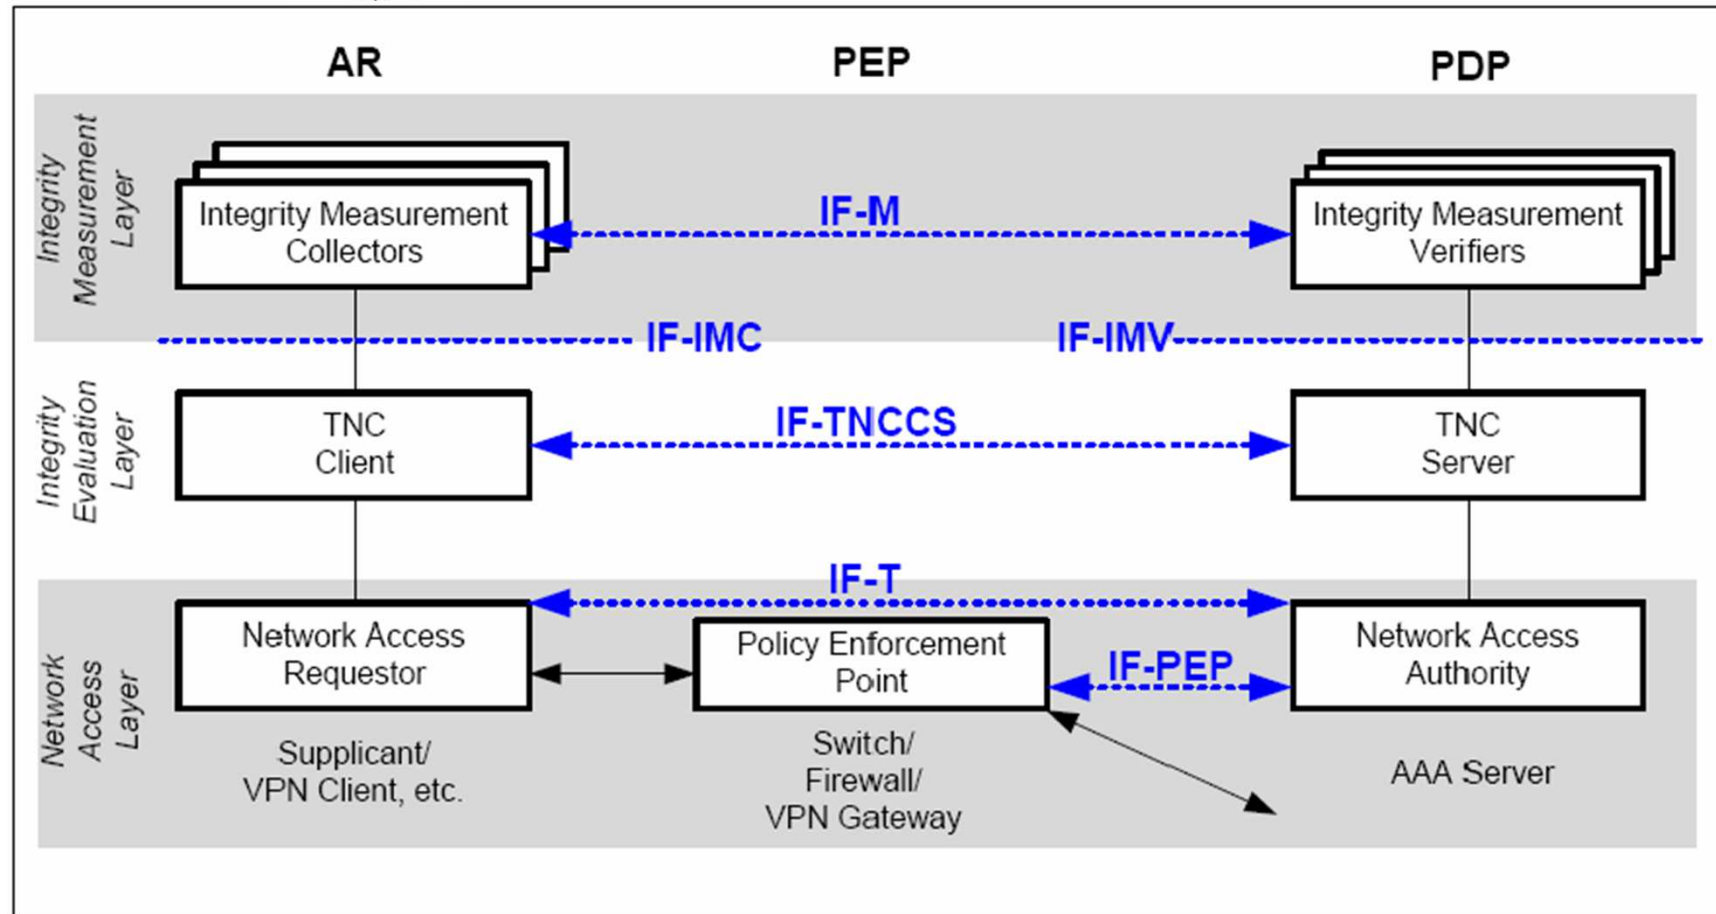 AR
PEP
PDP
Integrity
Measurement
Layer
Integrity Measurement
Collectors
IF-M
Integrity Measurement
Verifiers
IF-IMC
IF-IMV
Integrity
Evaluation
Layer
TNC
Client
IF-TNCCS
TNC
Server
IF-T
Network
Access
Layer
Network Access
Requestor
Policy Enforcement
Point
IF-PEP
Network Access
Authority
Supplicant/
VPN Client, etc.
Switch/
Firewall/
VPN Gateway
AAA Server